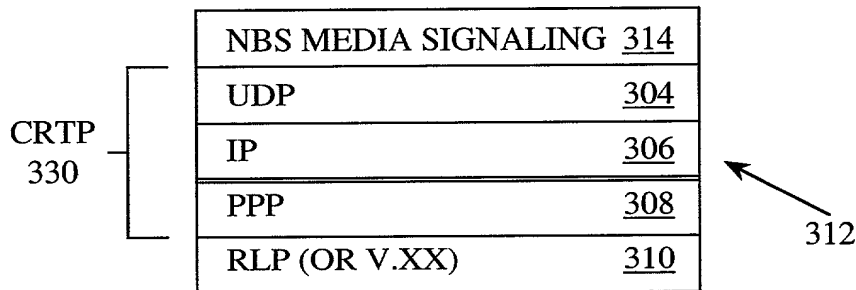 NBS MEDIA SIGNALING 314
UDP 304
CRTP
330
IP 306
PPP 308
312
RLP (OR V.XX) 310